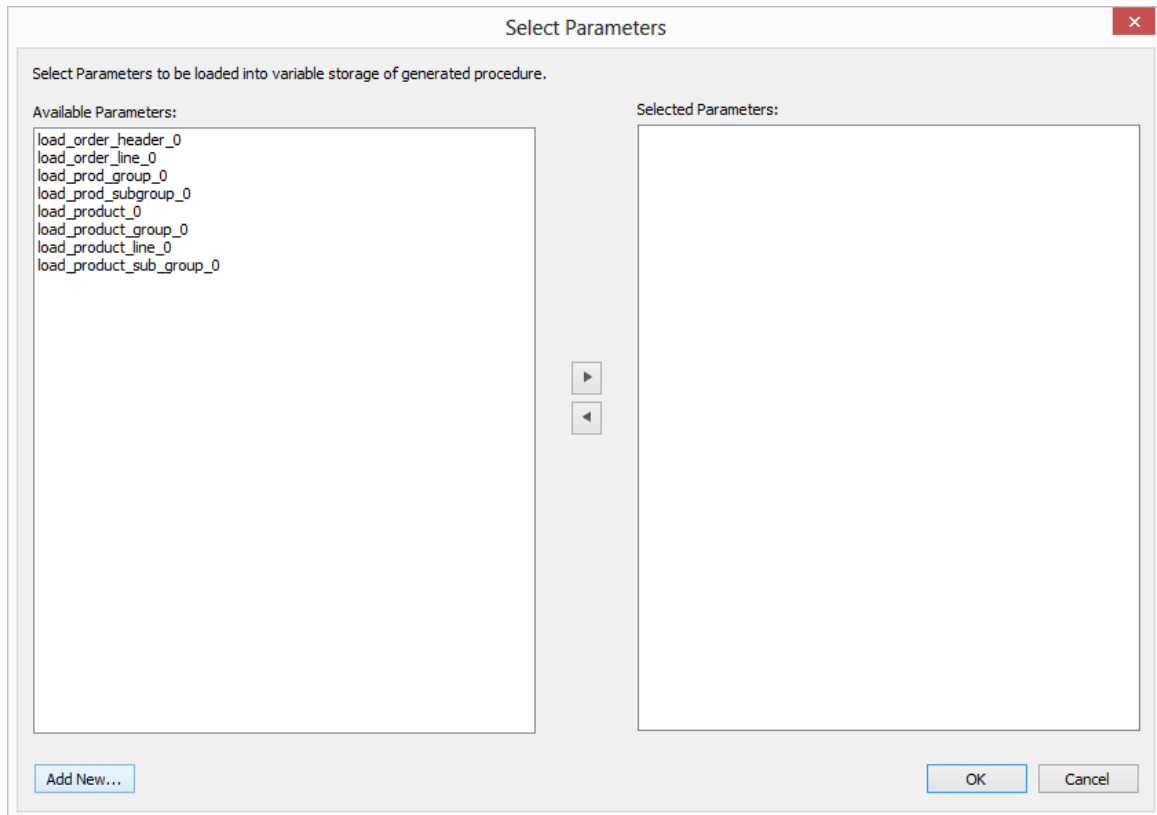 Select Parameters
Select Parameters to be loaded into variable storage of generated procedure.
Available Parameters:
Selected Parameters:
load_order_header_0
load_order_line_0
load_prod_group_0
load_prod_subgroup_0
load_product_0
load_product_group_0
load_product_line_0
load_product_sub_group_0
Add New...
OK
Cancel